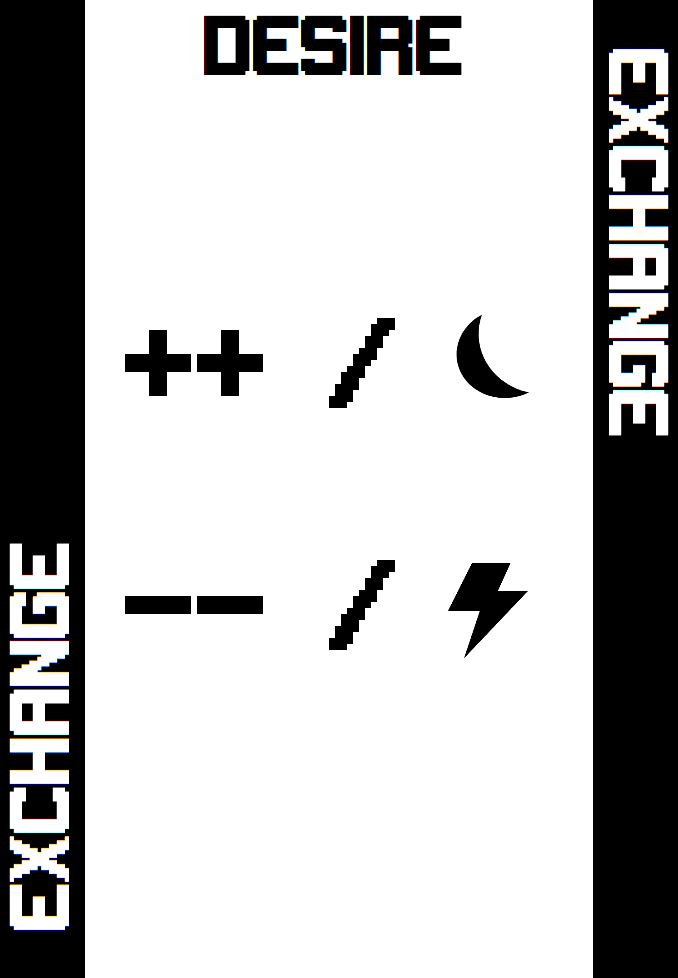 DESIRE
EXCHANGE
++ /
-- /
EXCHANGE